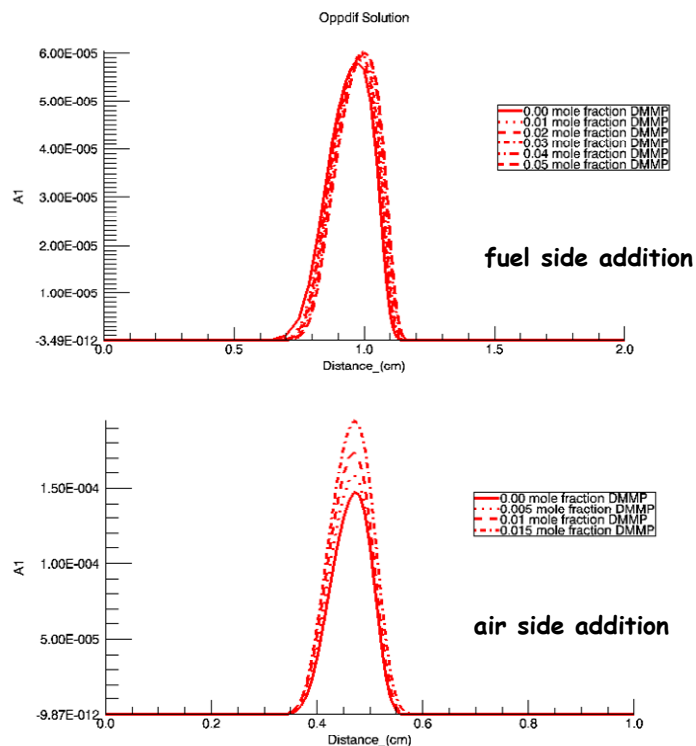 Oppdif Solution
6.00E-005
5.00E-005
4.00E-005
3.00E-005
2.00E-005
1.00E-005
-3.49E-012
A1
0.0
0.5
1.0
1.5
2.0
Distance_(cm)
0.00 mole fraction DMMP
0.01 mole fraction DMMP
0.02 mole fraction DMMP
0.03 mole fraction DMMP
0.04 mole fraction DMMP
0.05 mole fraction DMMP
fuel side addition
1.50E-004
1.00E-004
5.00E-005
-9.87E-012
A1
0.0
0.2
0.4
0.6
0.8
1.0
Distance_(cm)
0.00 mole fraction DMMP
0.005 mole fraction DMMP
0.01 mole fraction DMMP
0.015 mole fraction DMMP
air side addition